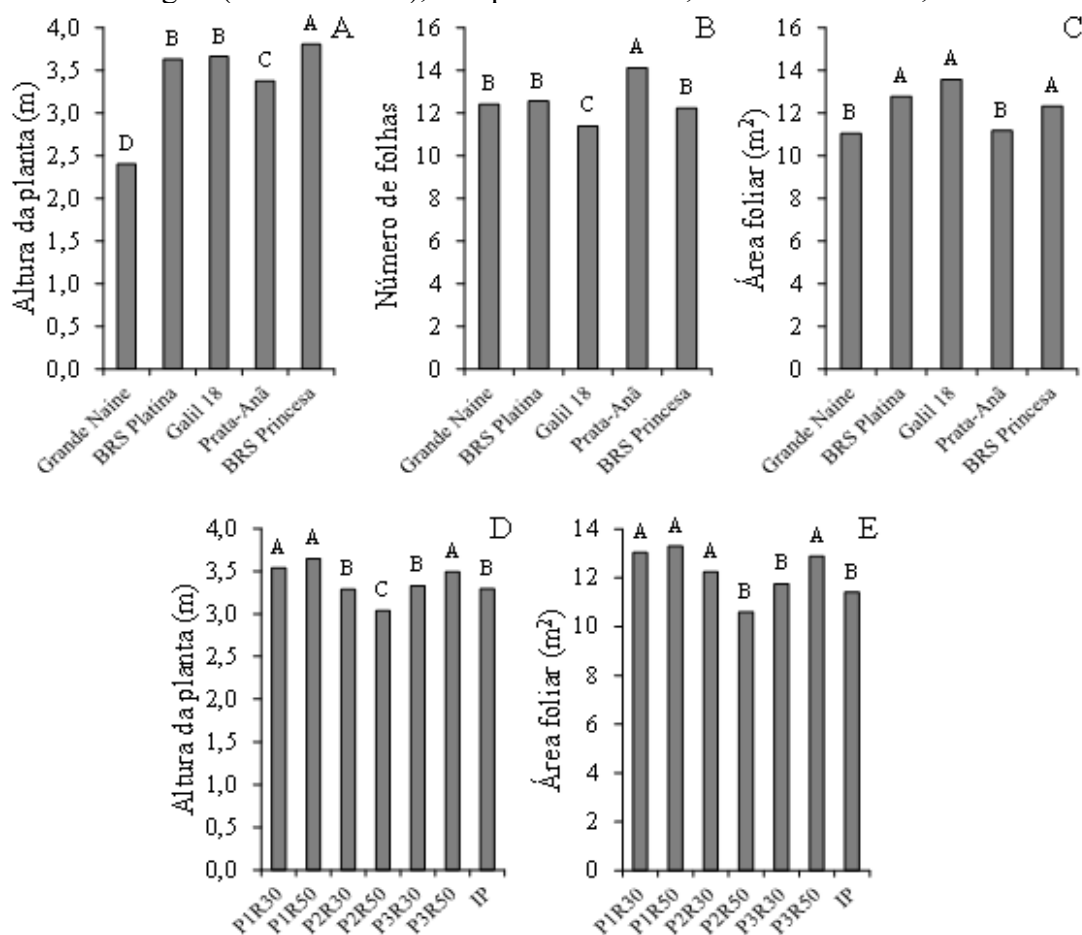 4,0
3,5
3,0
2,5
2,0
1,5
1,0
0,5
0,0
Altura da planta (m)
D
B
B
C
A
A
Grande Naine
BRS Platina
Galil 18
Prata-Anã
BRS Princesa
16
14
12
10
8
6
4
2
0
Número de folhas
B
B
C
A
B
B
Grande Naine
BRS Platina
Galil 18
Prata-Anã
BRS Princesa
16
14
12
10
8
6
4
2
0
Área foliar (m²)
B
A
A
B
A
C
Grande Naine
BRS Platina
Galil 18
Prata-Anã
BRS Princesa
4,0
3,5
3,0
2,5
2,0
1,5
1,0
0,5
0,0
Altura da planta (m)
A
A
B
C
B
A
B
D
P1R30
P1R50
P2R30
P2R50
P3R30
P3R50
IP
14
12
10
8
6
4
2
0
Área foliar (m²)
A
A
A
B
B
A
B
E
P1R30
P1R50
P2R30
P2R50
P3R30
P3R50
IP